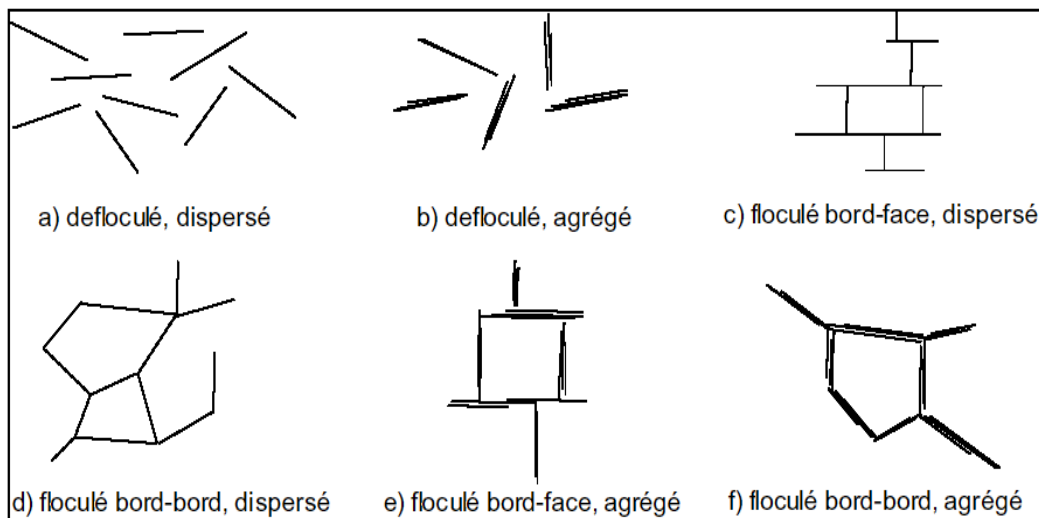 a) defloculé, dispersé
b) defloculé, agrégé
c) floculé bord-face, dispersé
d) floculé bord-bord, dispersé
e) floculé bord-face, agrégé
f) floculé bord-bord, agrégé